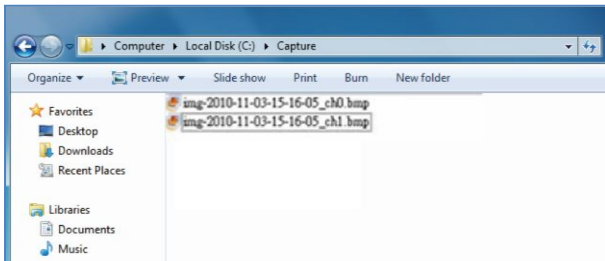 Computer ▸ Local Disk (C:) ▸ Capture
Organize Preview Slide show Print Burn New folder
Favorites
Desktop
Downloads
Recent Places
Libraries
Documents
Music
img-2010-11-03-15-16-05_ch0.bmp
img-2010-11-03-15-16-05_ch1.bmp